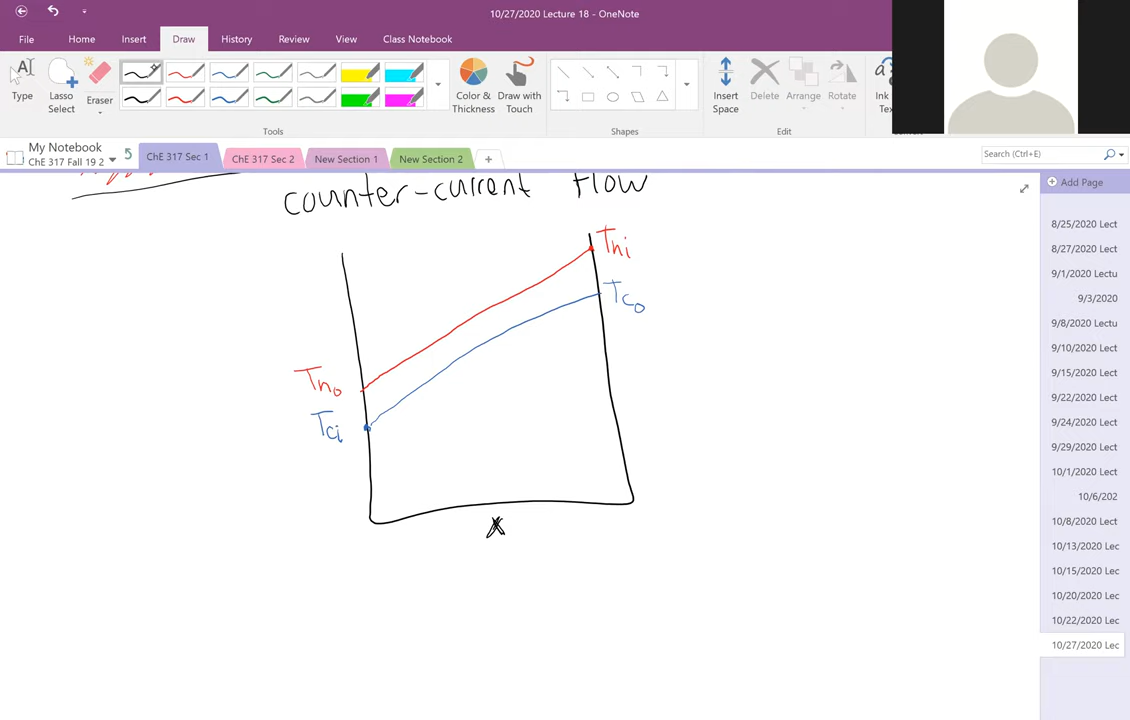 10/27/2020 Lecture 18 - OneNote
File Home Insert Draw History Review View Class Notebook
Type
Lasso Select
Eraser
Color & Thickness
Draw with Touch
Insert Space
Delete
Arrange
Rotate
Tools
Shapes
Edit
My Notebook
ChE 317 Fall 19 2
ChE 317 Sec 1
ChE 317 Sec 2
New Section 1
New Section 2
+
Search (Ctrl+E)
Add Page
8/25/2020 Lect
8/27/2020 Lect
9/1/2020 Lectu
9/3/2020
9/8/2020 Lectu
9/10/2020 Lect
9/15/2020 Lect
9/22/2020 Lect
9/24/2020 Lect
9/29/2020 Lect
10/1/2020 Lect
10/6/202
10/8/2020 Lect
10/13/2020 Lec
10/15/2020 Lec
10/20/2020 Lec
10/22/2020 Lec
10/27/2020 Lec
counter-current flow
Thi
Tco
Tho
Tci
x